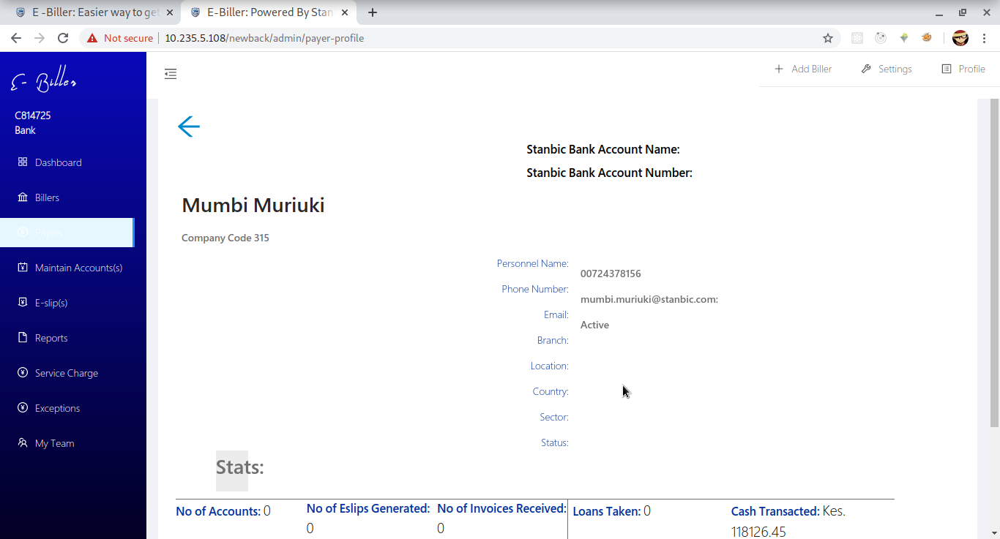 E -Biller: Easier way to get
E-Biller: Powered By Stan
Not secure
10.235.5.108/newback/admin/payer-profile
E- Biller
Add Biller
Settings
Profile
C814725
Bank
Dashboard
Billers
Payers
Maintain Accounts(s)
E-slip(s)
Reports
Service Charge
Exceptions
My Team
Stanbic Bank Account Name:
Stanbic Bank Account Number:
Mumbi Muriuki
Company Code 315
Personnel Name:
00724378156
Phone Number:
mumbi.muriuki@stanbic.com:
Email:
Active
Branch:
Location:
Country:
Sector:
Status:
Stats:
No of Accounts: 0
No of Eslips Generated:
0
No of Invoices Received:
0
Loans Taken: 0
Cash Transacted: Kes.
118126.45